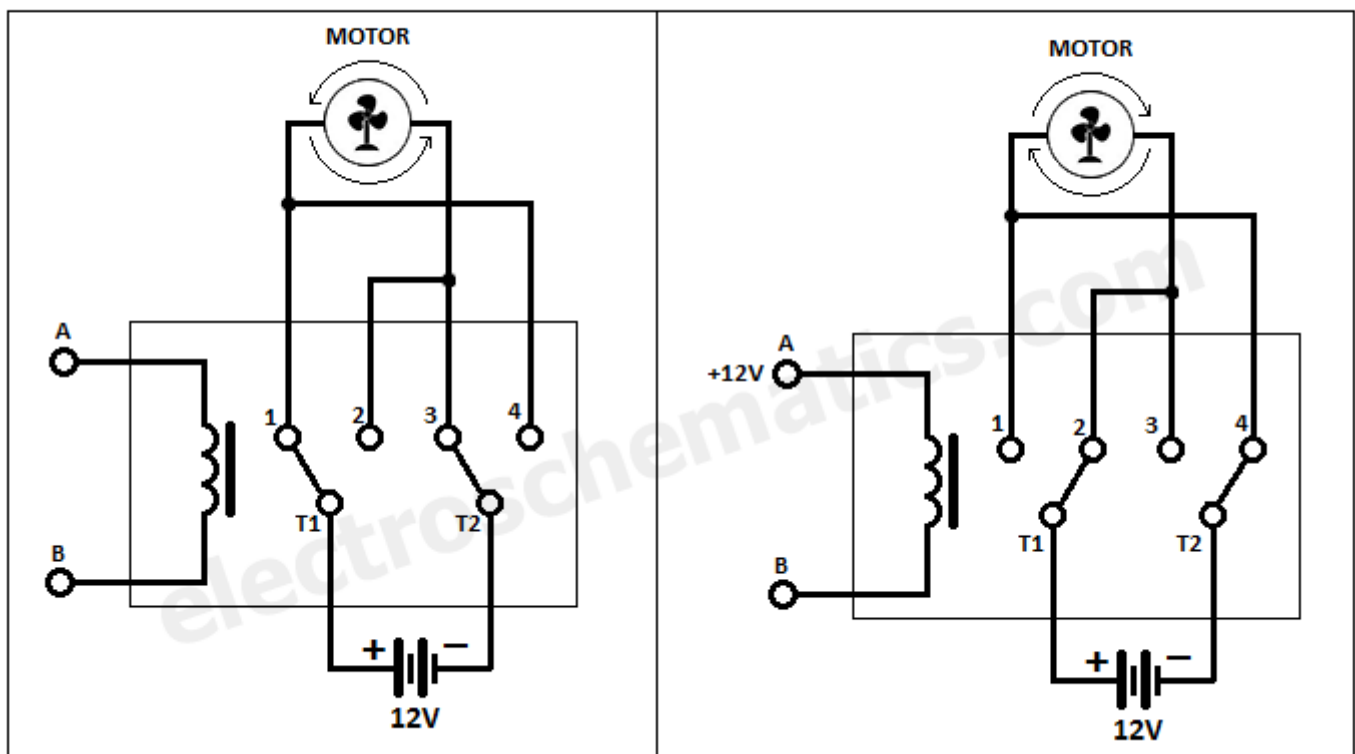 MOTOR
A
1 2 3 4
T1 T2
B
+ −
12V
MOTOR
A
+12V
1 2 3 4
T1 T2
B
+ −
12V
electroschematics.com